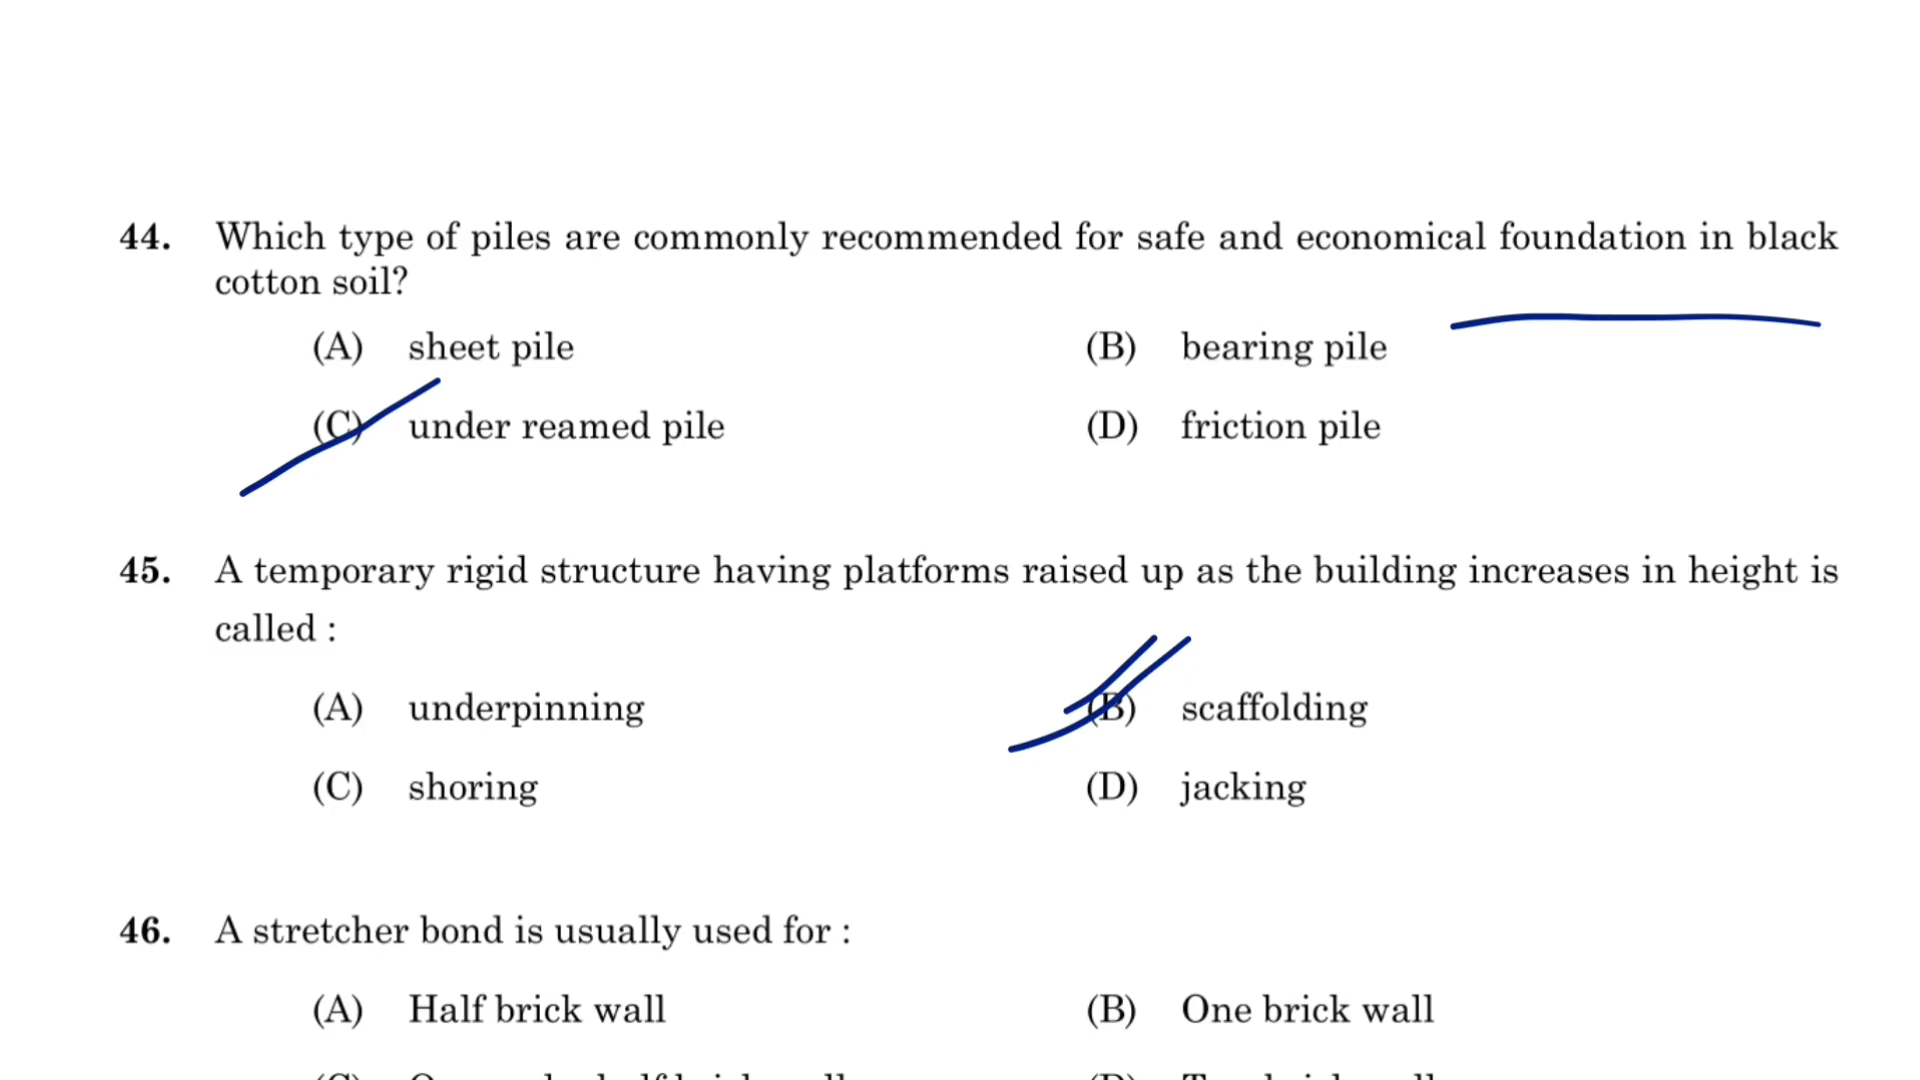 44. Which type of piles are commonly recommended for safe and economical foundation in black
cotton soil?
(A) sheet pile (B) bearing pile
(C) under reamed pile (D) friction pile
45. A temporary rigid structure having platforms raised up as the building increases in height is
called :
(A) underpinning (B) scaffolding
(C) shoring (D) jacking
46. A stretcher bond is usually used for :
(A) Half brick wall (B) One brick wall